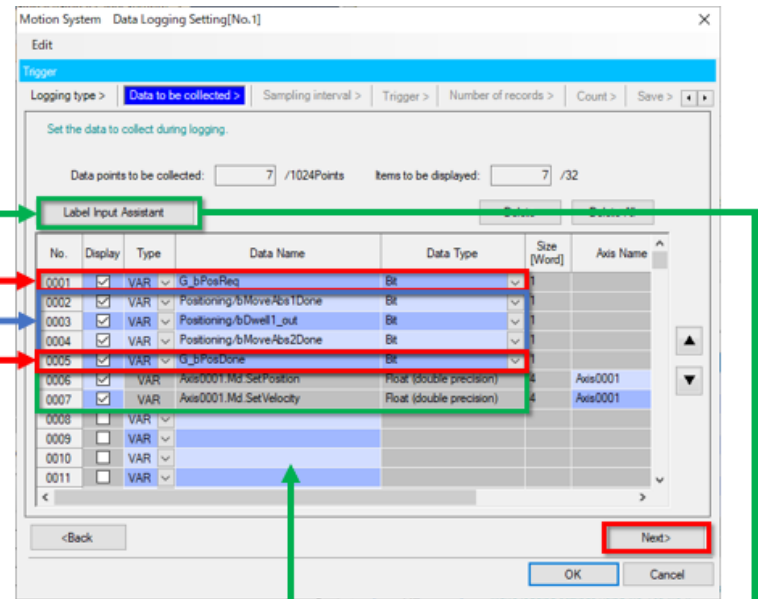 Motion System Data Logging Setting[No.1]
Edit
Trigger
Logging type > Data to be collected > Sampling interval > Trigger > Number of records > Count > Save >
Set the data to collect during logging.
Data points to be collected: 7 /1024Points Items to be displayed: 7 /32
Label Input Assistant Delete Delete All
No. Display Type Data Name Data Type Size [Word] Axis Name
0001 VAR G_bPosReq Bit 1
0002 VAR Positioning/bMoveAbs1Done Bit 1
0003 VAR Positioning/bDwell1_out Bit 1
0004 VAR Positioning/bMoveAbs2Done Bit 1
0005 VAR G_bPosDone Bit 1
0006 VAR Axis0001.Md.SetPosition Float (double precision) 4 Axis0001
0007 VAR Axis0001.Md.SetVelocity Float (double precision) 4 Axis0001
0008 VAR
0009 VAR
0010 VAR
0011 VAR
<Back Next>
OK Cancel